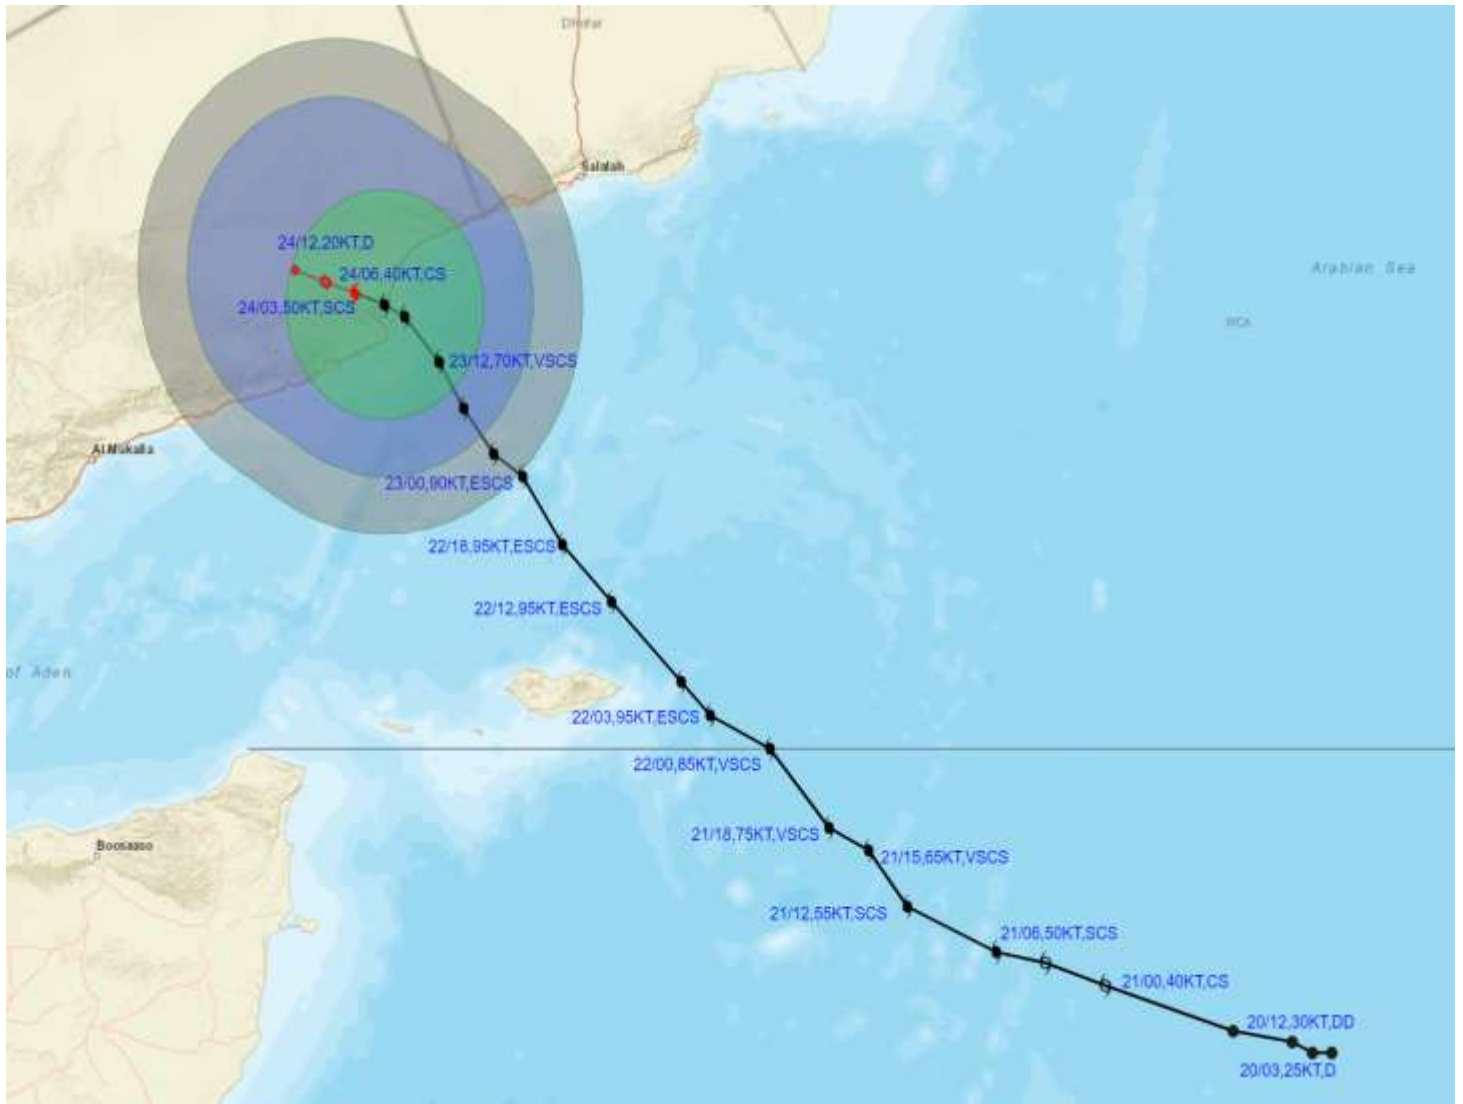 Dhofar
Salalah
24/12,20KT,D
Arabian Sea
24/06,40KT,CS
24/03,50KT,SCS
23/12,70KT,VSCS
Al Mukalla
23/00,90KT,ESCS
22/18,95KT,ESCS
22/12,95KT,ESCS
of Aden
22/03,95KT,ESCS
22/00,85KT,VSCS
21/18,75KT,VSCS
Boosaaso
21/15,65KT,VSCS
21/12,55KT,SCS
21/06,50KT,SCS
21/00,40KT,CS
20/12,30KT,DD
20/03,25KT,D